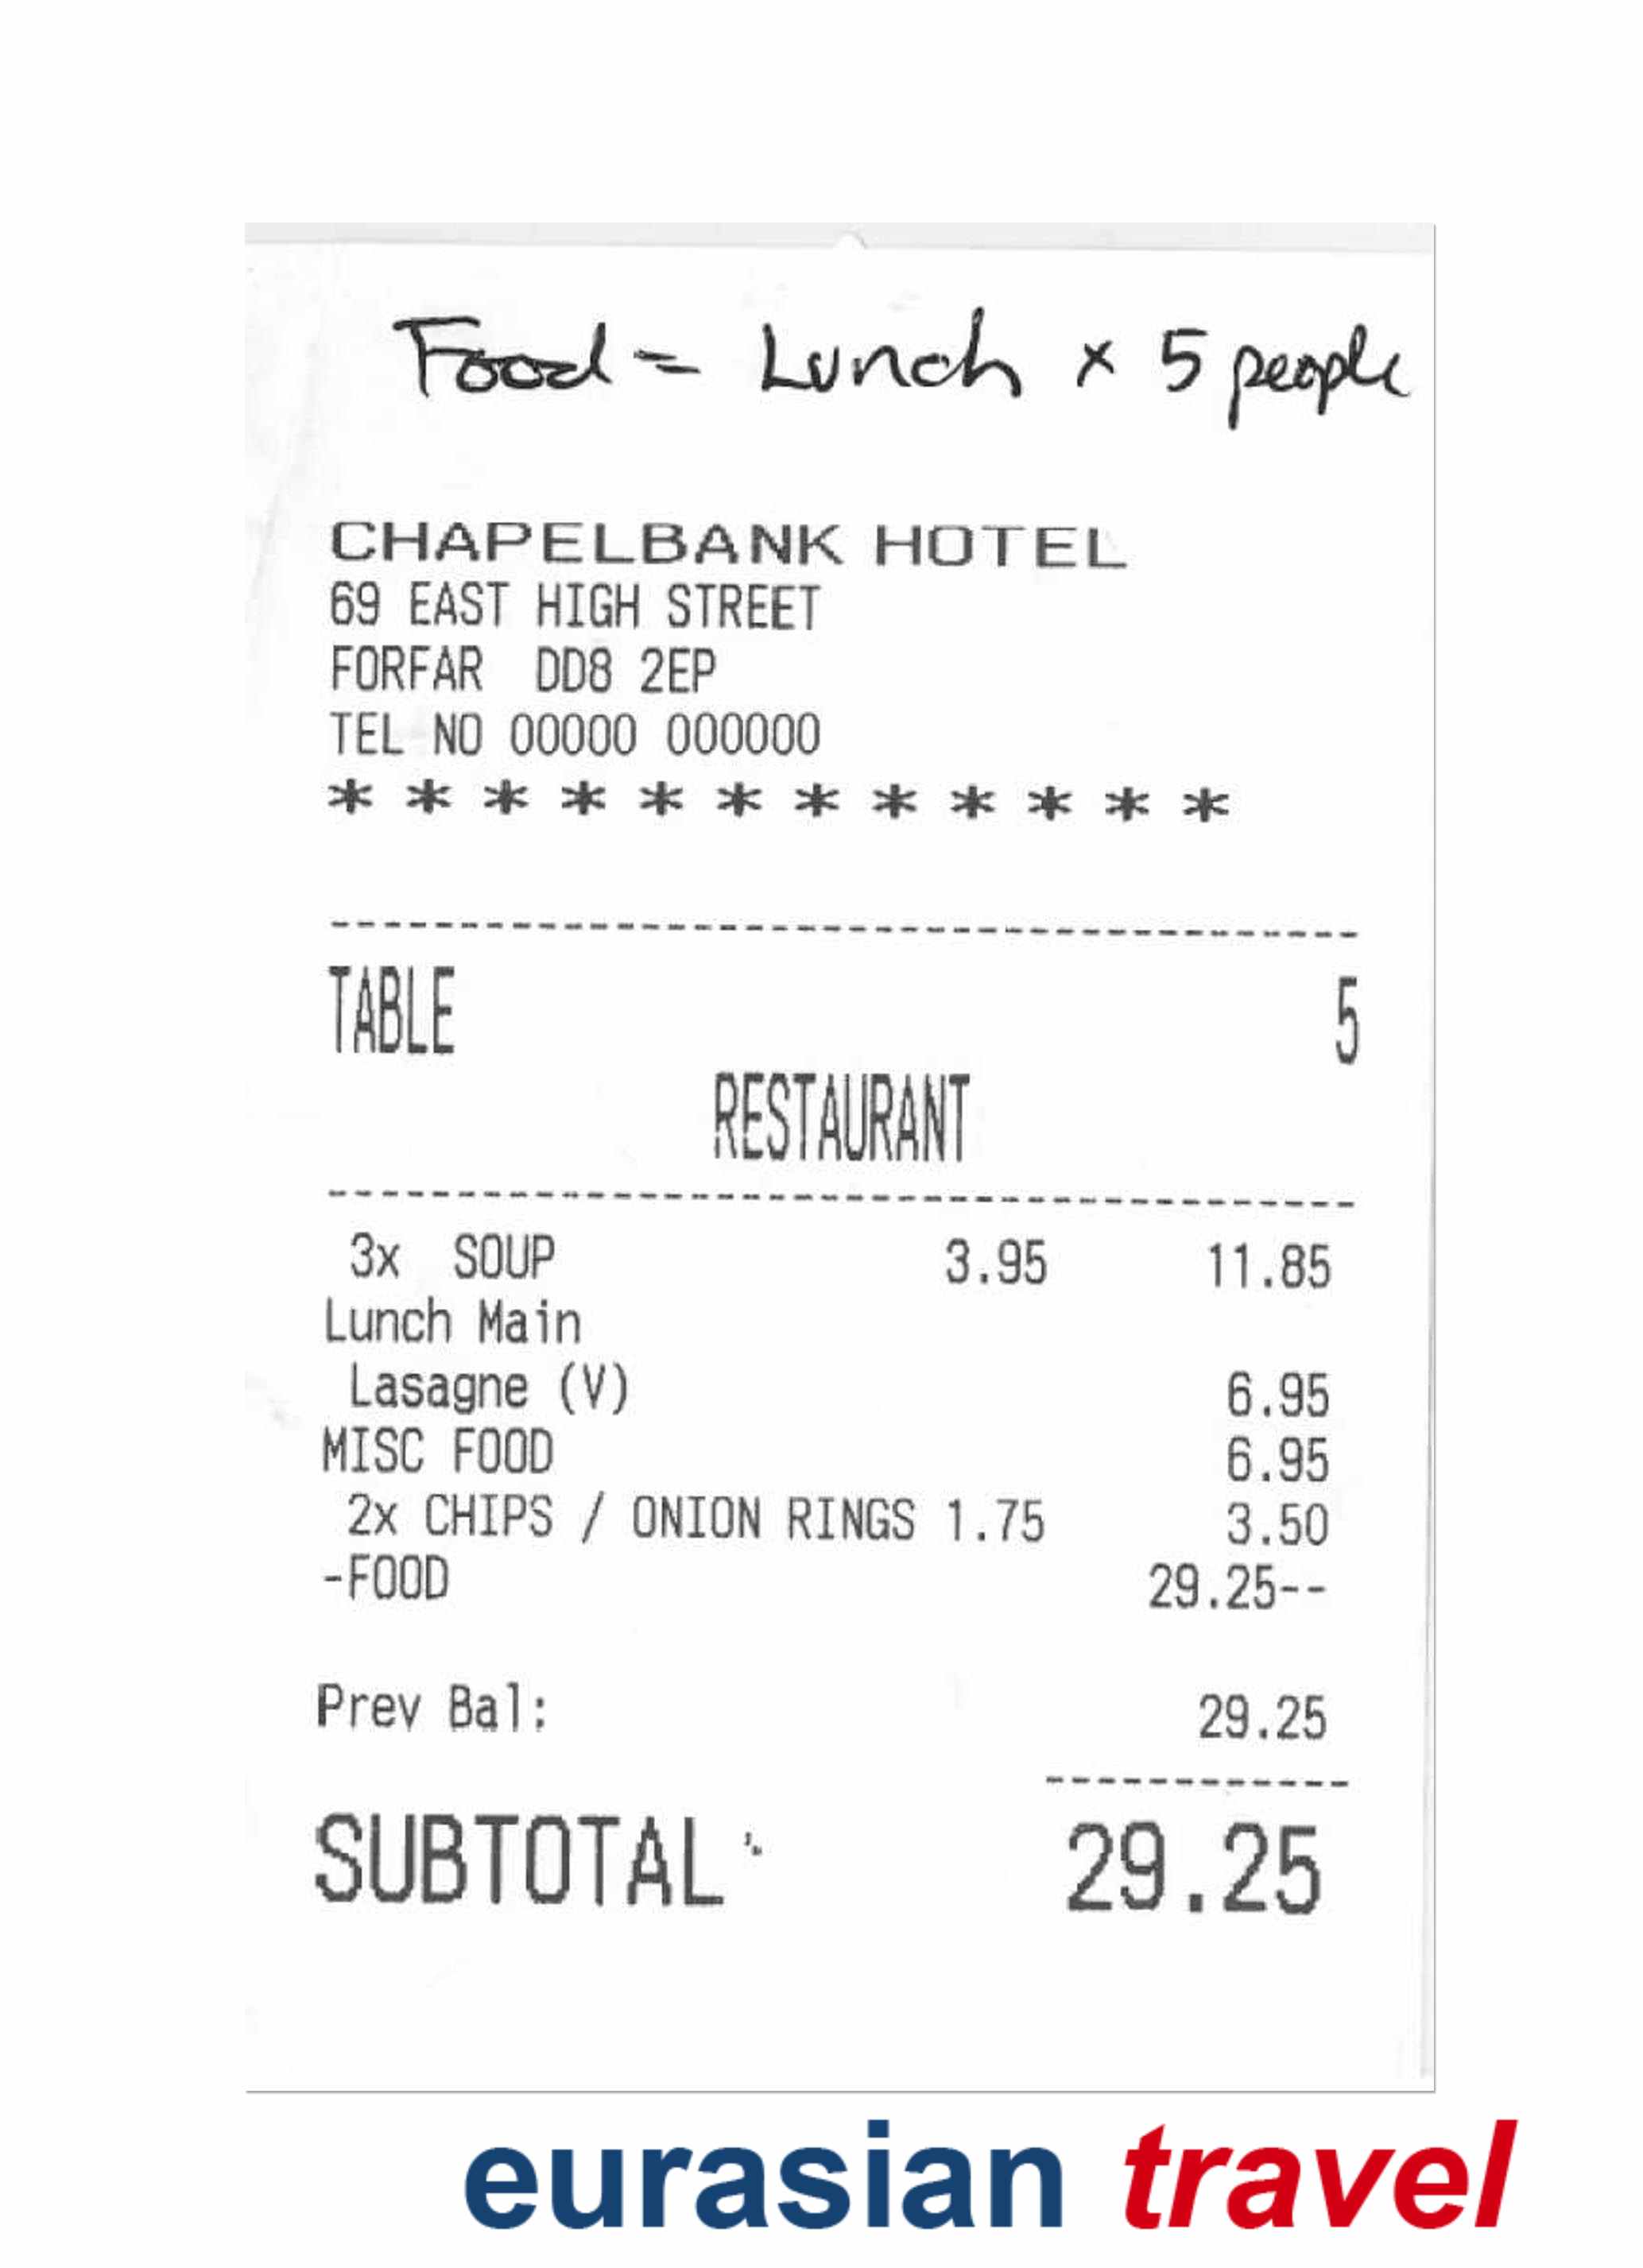 Food = Lunch x 5 people
CHAPELBANK HOTEL
69 EAST HIGH STREET
FORFAR DD8 2EP
TEL NO 00000 000000
* * * * * * * * * * * *
TABLE 5
RESTAURANT
3x SOUP 3.95 11.85
Lunch Main
Lasagne (V) 6.95
MISC FOOD 6.95
2x CHIPS / ONION RINGS 1.75 3.50
-FOOD 29.25--
Prev Bal: 29.25
SUBTOTAL 29.25
eurasian travel